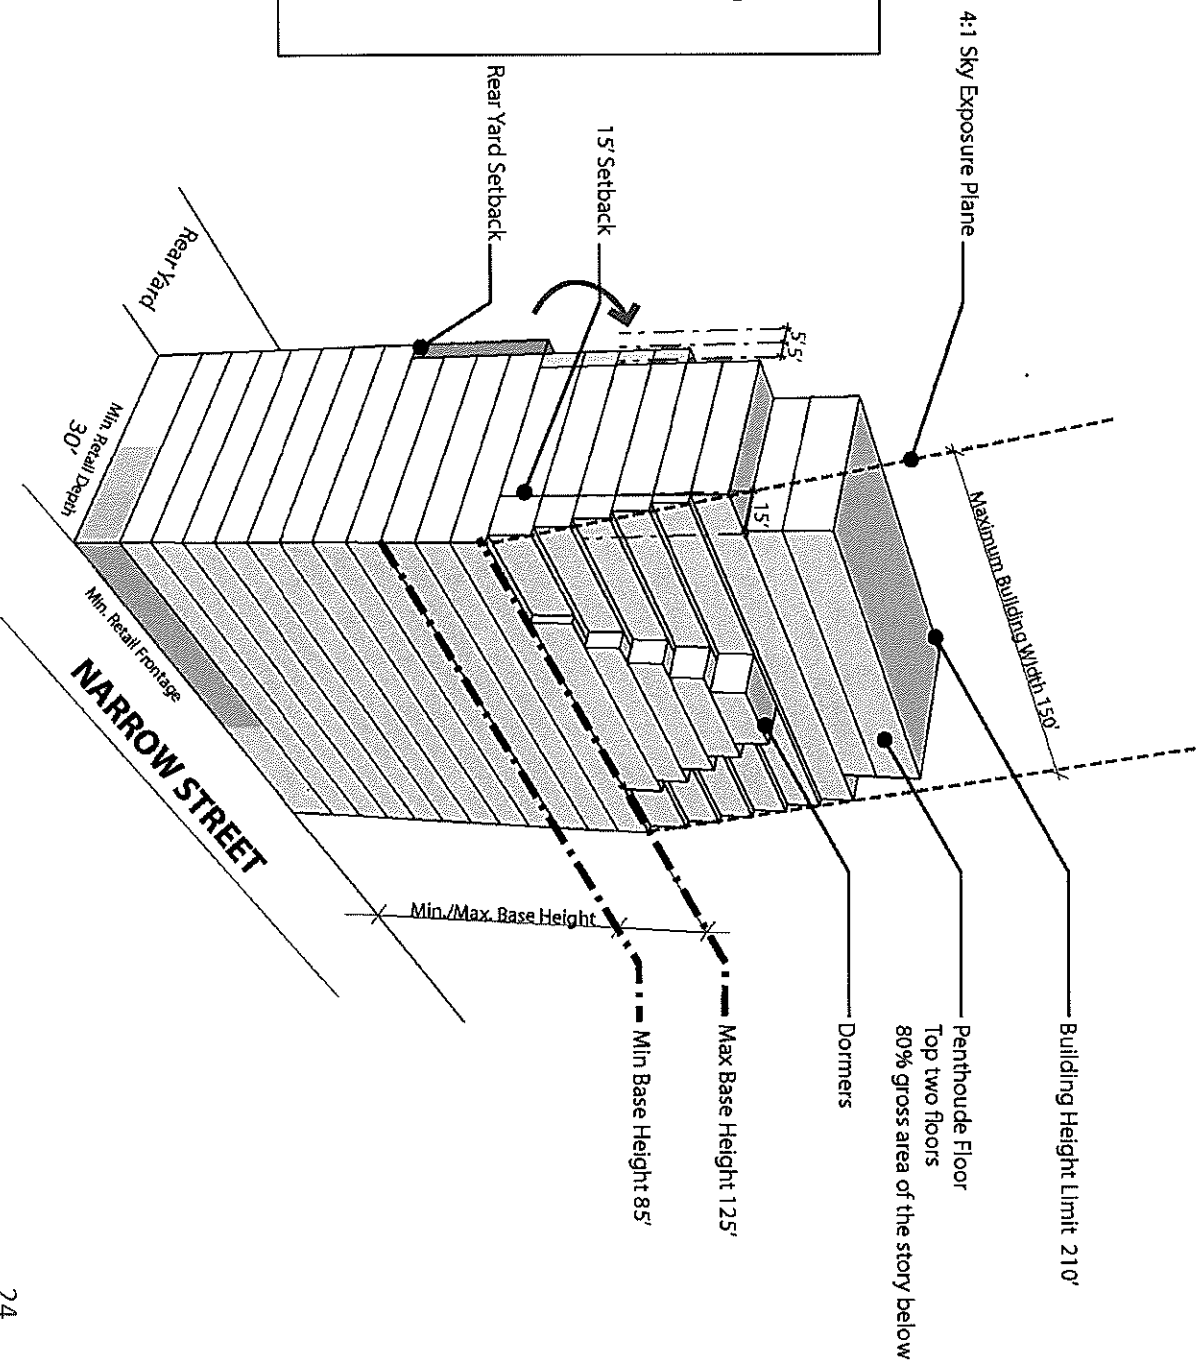 4:1 Sky Exposure Plane
15' Setback
Rear Yard Setback
Rear Yard
5' 5'
15'
Maximum Building Width 150'
Building Height Limit 210'
Penthoude Floor
Top two floors
80% gross area of the story below
Dormers
Max Base Height 125'
Min Base Height 85'
Min./Max. Base Height
Min. Retail Depth
30'
Min. Retail Frontage
NARROW STREET
24